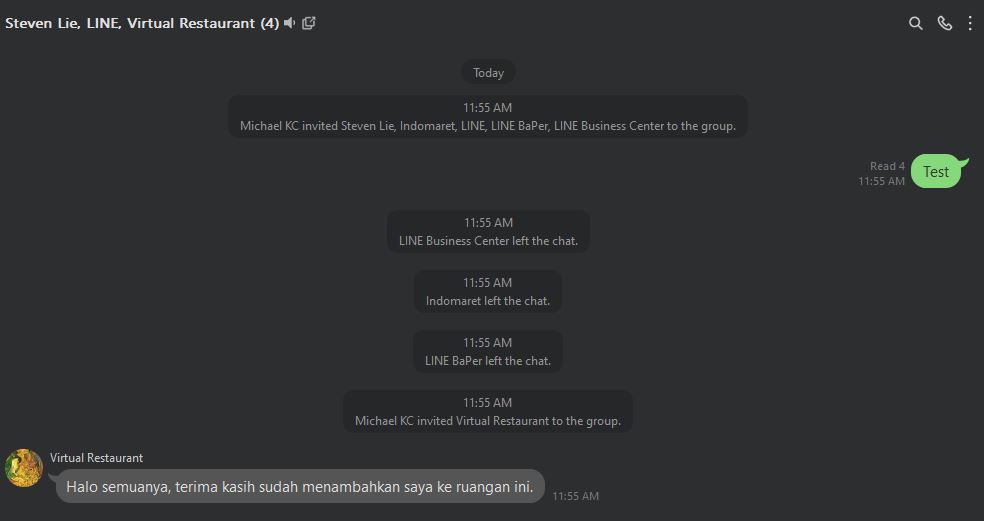 Steven Lie, LINE, Virtual Restaurant (4)
Today
11:55 AM
Michael KC invited Steven Lie, Indomaret, LINE, LINE BaPer, LINE Business Center to the group.
Read 4
11:55 AM
Test
11:55 AM
LINE Business Center left the chat.
11:55 AM
Indomaret left the chat.
11:55 AM
LINE BaPer left the chat.
11:55 AM
Michael KC invited Virtual Restaurant to the group.
Virtual Restaurant
Halo semuanya, terima kasih sudah menambahkan saya ke ruangan ini.
11:55 AM